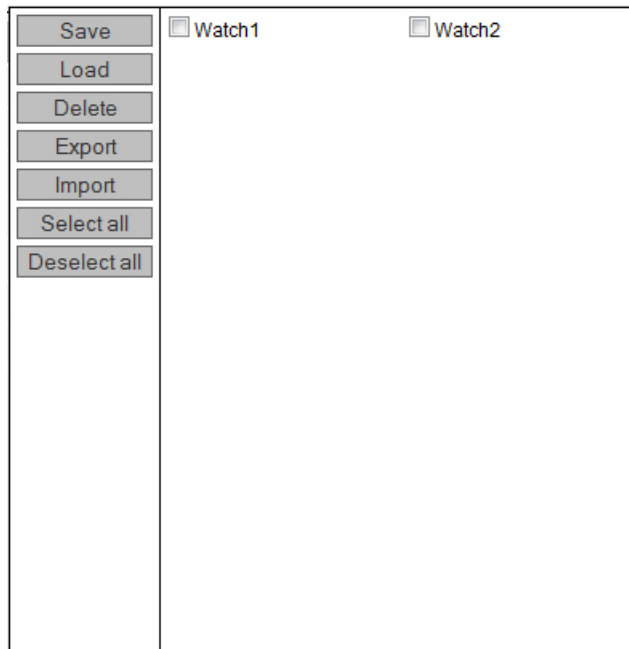 Save
Load
Delete
Export
Import
Select all
Deselect all
Watch1
Watch2